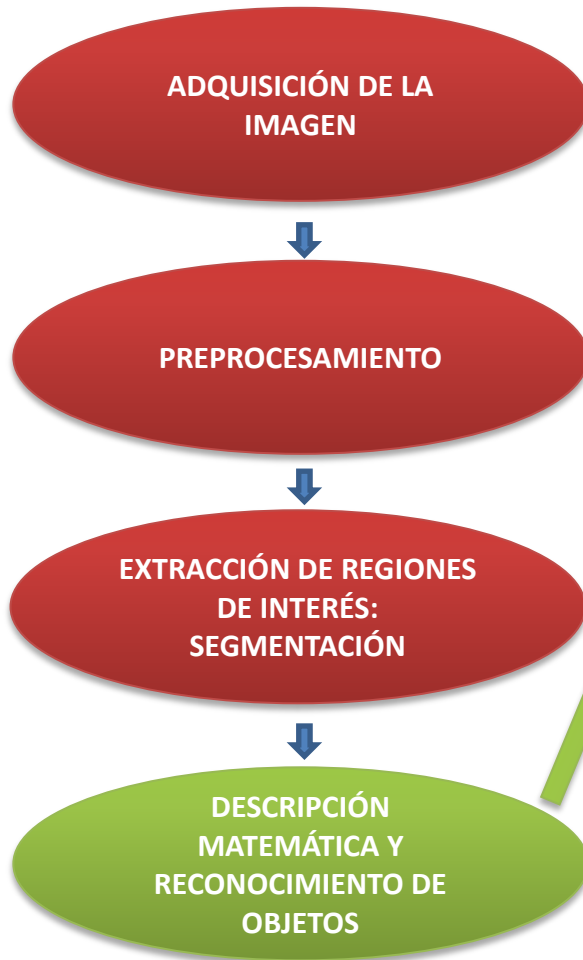 ADQUISICIÓN DE LA
IMAGEN
PREPROCESAMIENTO
EXTRACCIÓN DE REGIONES
DE INTERÉS:
SEGMENTACIÓN
DESCRIPCIÓN
MATEMÁTICA Y
RECONOCIMIENTO DE
OBJETOS